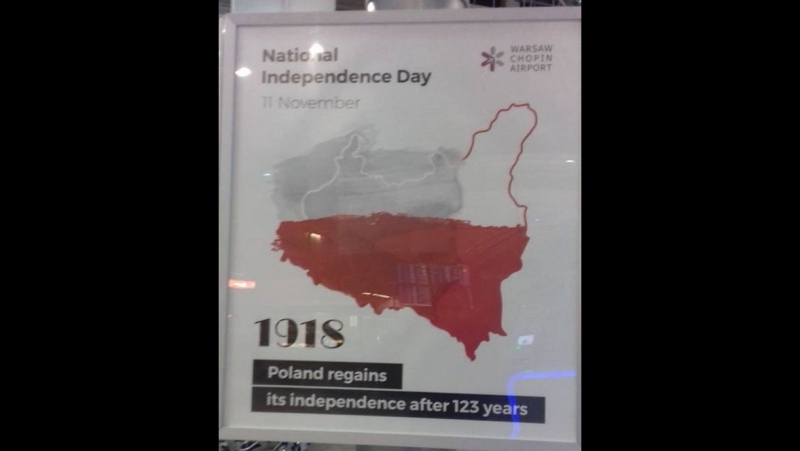 National
Independence Day
11 November
WARSAW
CHOPIN
AIRPORT
1918
Poland regains
its independence after 123 years